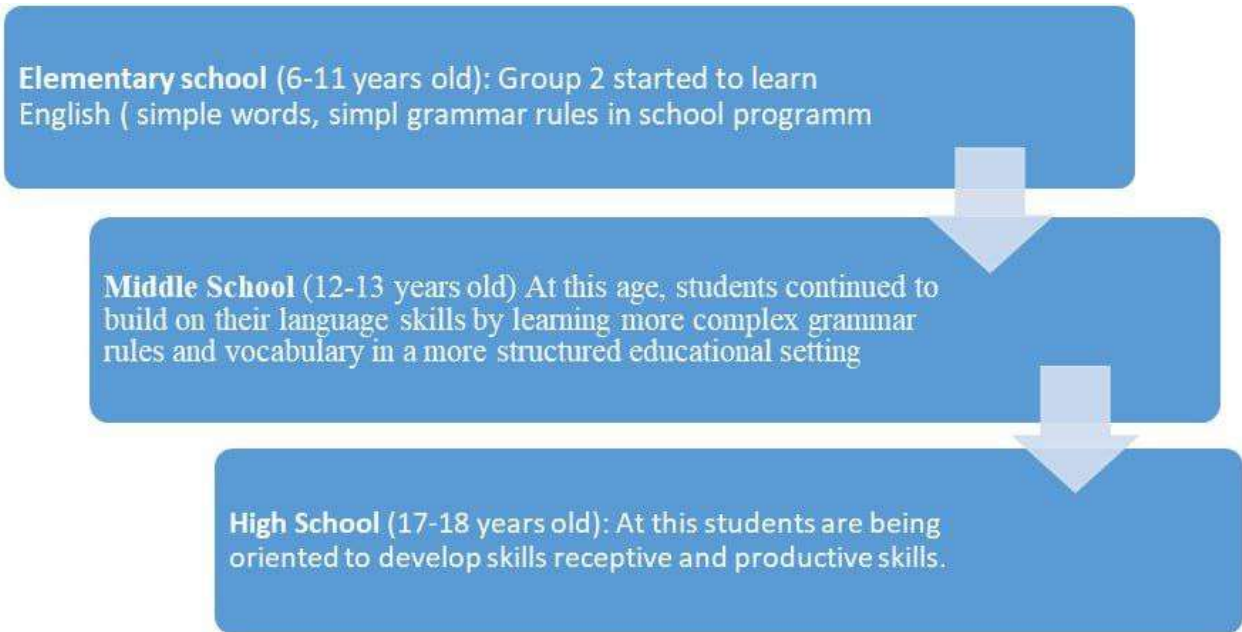 Elementary school (6-11 years old): Group 2 started to learn
English ( simple words, simpl grammar rules in school programm
Middle School (12-13 years old) At this age, students continued to
build on their language skills by learning more complex grammar
rules and vocabulary in a more structured educational setting
High School (17-18 years old): At this students are being
oriented to develop skills receptive and productive skills.